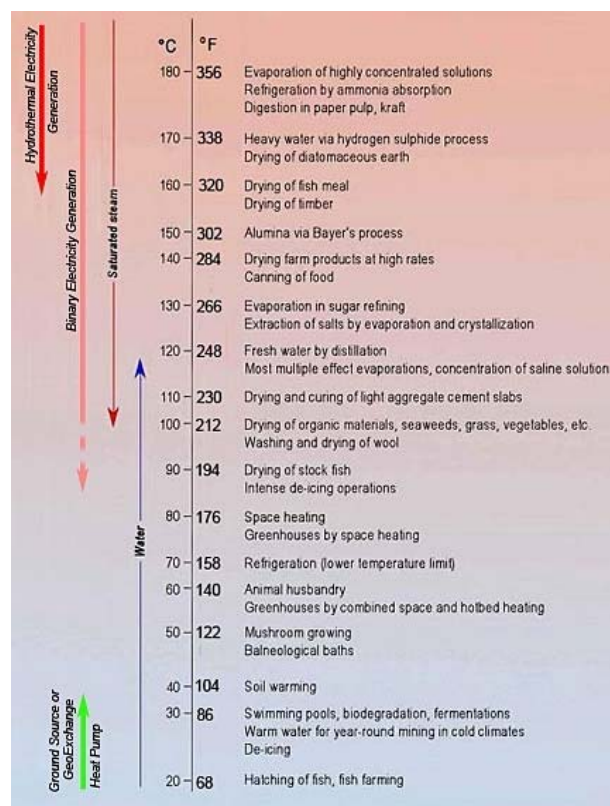 °C °F
180 – 356 Evaporation of highly concentrated solutions
Refrigeration by ammonia absorption
Digestion in paper pulp, kraft
170 – 338 Heavy water via hydrogen sulphide process
Drying of diatomaceous earth
160 – 320 Drying of fish meal
Drying of timber
150 – 302 Alumina via Bayer's process
140 – 284 Drying farm products at high rates
Canning of food
130 – 266 Evaporation in sugar refining
Extraction of salts by evaporation and crystallization
120 – 248 Fresh water by distillation
Most multiple effect evaporations, concentration of saline solution
110 – 230 Drying and curing of light aggregate cement slabs
100 – 212 Drying of organic materials, seaweeds, grass, vegetables, etc.
Washing and drying of wool
90 – 194 Drying of stock fish
Intense de-icing operations
80 – 176 Space heating
Greenhouses by space heating
70 – 158 Refrigeration (lower temperature limit)
60 – 140 Animal husbandry
Greenhouses by combined space and hotbed heating
50 – 122 Mushroom growing
Balneological baths
40 – 104 Soil warming
30 – 86 Swimming pools, biodegradation, fermentations
Warm water for year-round mining in cold climates
De-icing
20 – 68 Hatching of fish, fish farming
Hydrothermal Electricity
Generation
Binary Electricity Generation
Saturated steam
Water
Ground Source or
GeoExchange
Heat Pump